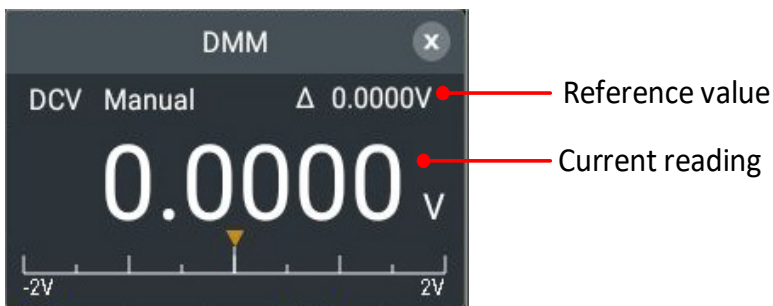 DMM x
DCV Manual Δ 0.0000V Reference value
0.0000 V Current reading
-2V 2V